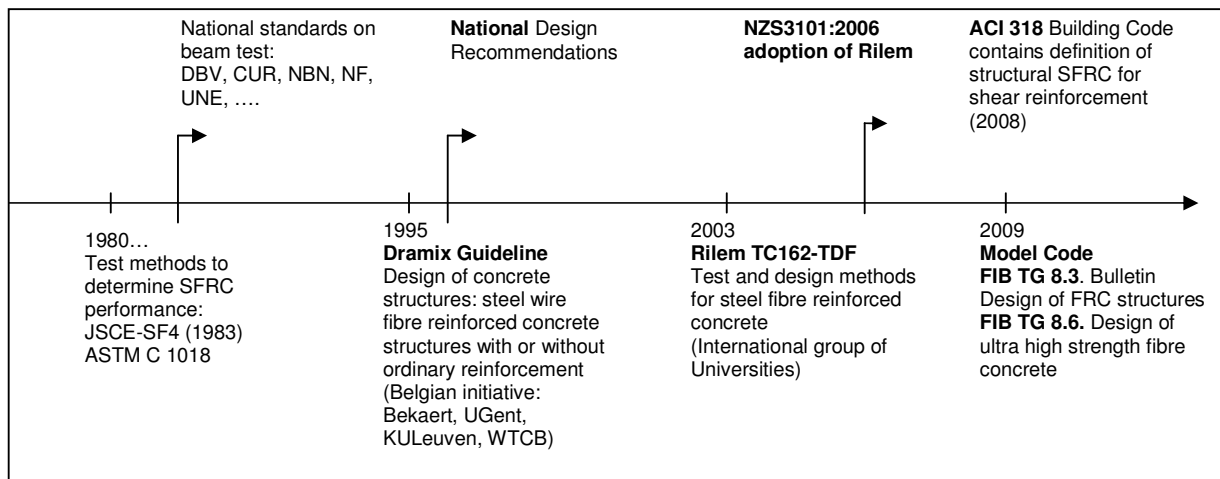 National standards on
beam test:
DBV, CUR, NBN, NF,
UNE, ….
National Design
Recommendations
NZS3101:2006
adoption of Rilem
ACI 318 Building Code
contains definition of
structural SFRC for
shear reinforcement
(2008)
1980…
Test methods to
determine SFRC
performance:
JSCE-SF4 (1983)
ASTM C 1018
1995
Dramix Guideline
Design of concrete
structures: steel wire
fibre reinforced concrete
structures with or without
ordinary reinforcement
(Belgian initiative:
Bekaert, UGent,
KULeuven, WTCB)
2003
Rilem TC162-TDF
Test and design methods
for steel fibre reinforced
concrete
(International group of
Universities)
2009
Model Code
FIB TG 8.3. Bulletin
Design of FRC structures
FIB TG 8.6. Design of
ultra high strength fibre
concrete